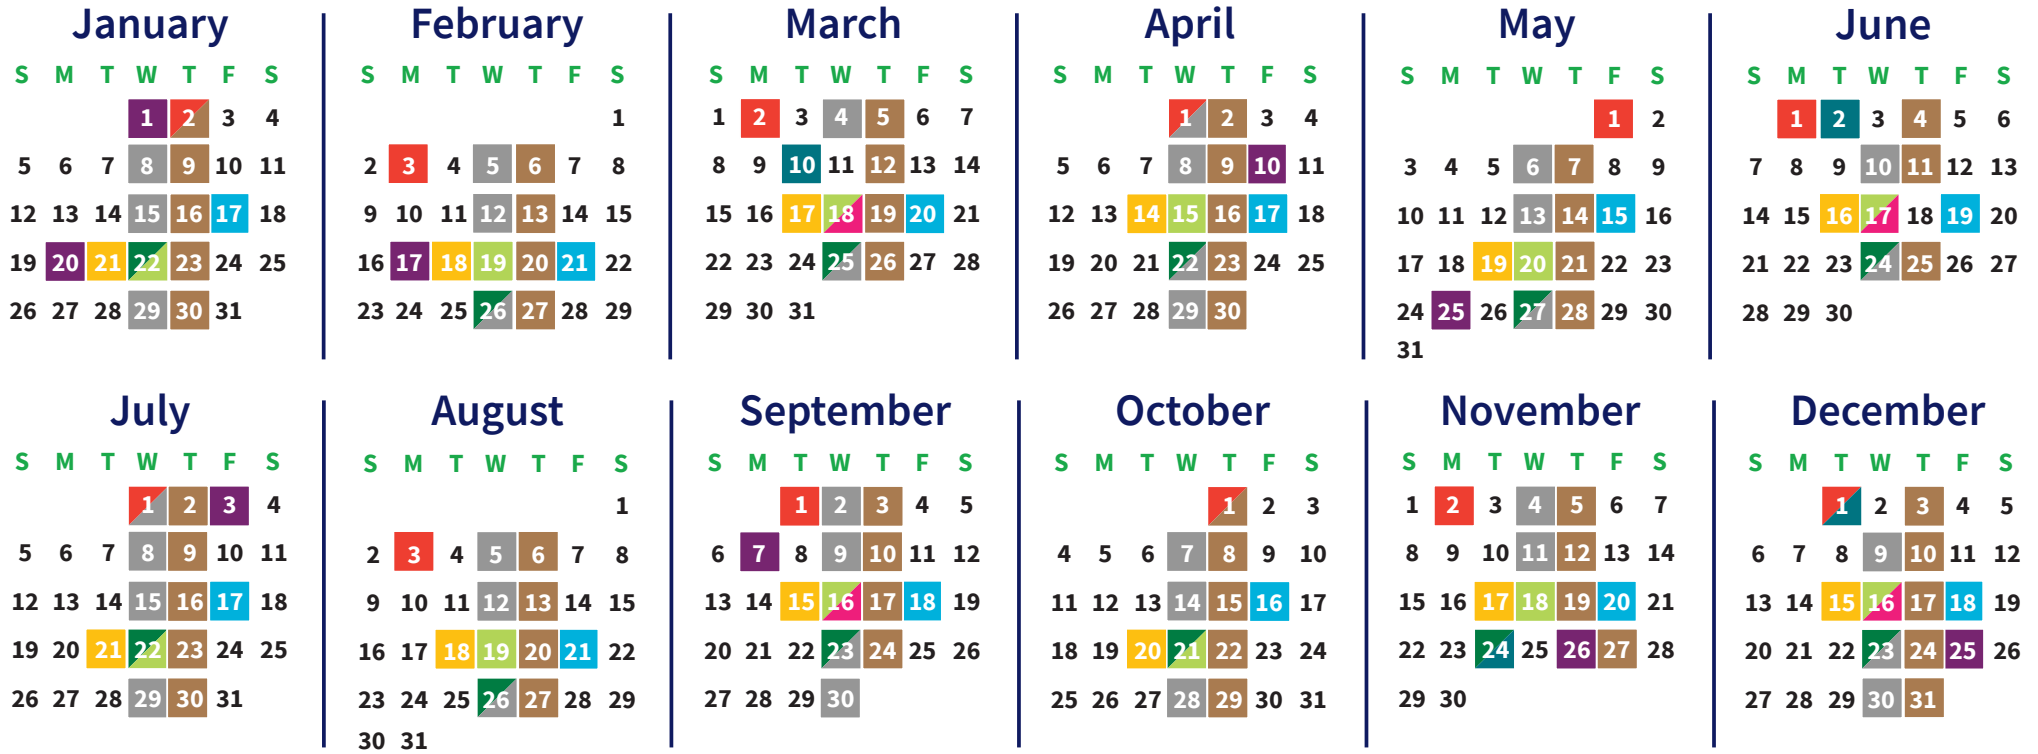 January
S M T W T F S
1 2 3 4
5 6 7 8 9 10 11
12 13 14 15 16 17 18
19 20 21 22 23 24 25
26 27 28 29 30 31
February
S M T W T F S
1
2 3 4 5 6 7 8
9 10 11 12 13 14 15
16 17 18 19 20 21 22
23 24 25 26 27 28 29
March
S M T W T F S
1 2 3 4 5 6 7
8 9 10 11 12 13 14
15 16 17 18 19 20 21
22 23 24 25 26 27 28
29 30 31
April
S M T W T F S
1 2 3 4
5 6 7 8 9 10 11
12 13 14 15 16 17 18
19 20 21 22 23 24 25
26 27 28 29 30
May
S M T W T F S
1 2
3 4 5 6 7 8 9
10 11 12 13 14 15 16
17 18 19 20 21 22 23
24 25 26 27 28 29 30
31
June
S M T W T F S
1 2 3 4 5 6
7 8 9 10 11 12 13
14 15 16 17 18 19 20
21 22 23 24 25 26 27
28 29 30
July
S M T W T F S
1 2 3 4
5 6 7 8 9 10 11
12 13 14 15 16 17 18
19 20 21 22 23 24 25
26 27 28 29 30 31
August
S M T W T F S
1
2 3 4 5 6 7 8
9 10 11 12 13 14 15
16 17 18 19 20 21 22
23 24 25 26 27 28 29
30 31
September
S M T W T F S
1 2 3 4 5
6 7 8 9 10 11 12
13 14 15 16 17 18 19
20 21 22 23 24 25 26
27 28 29 30
October
S M T W T F S
1 2 3
4 5 6 7 8 9 10
11 12 13 14 15 16 17
18 19 20 21 22 23 24
25 26 27 28 29 30 31
November
S M T W T F S
1 2 3 4 5 6 7
8 9 10 11 12 13 14
15 16 17 18 19 20 21
22 23 24 25 26 27 28
29 30
December
S M T W T F S
1 2 3 4 5
6 7 8 9 10 11 12
13 14 15 16 17 18 19
20 21 22 23 24 25 26
27 28 29 30 31